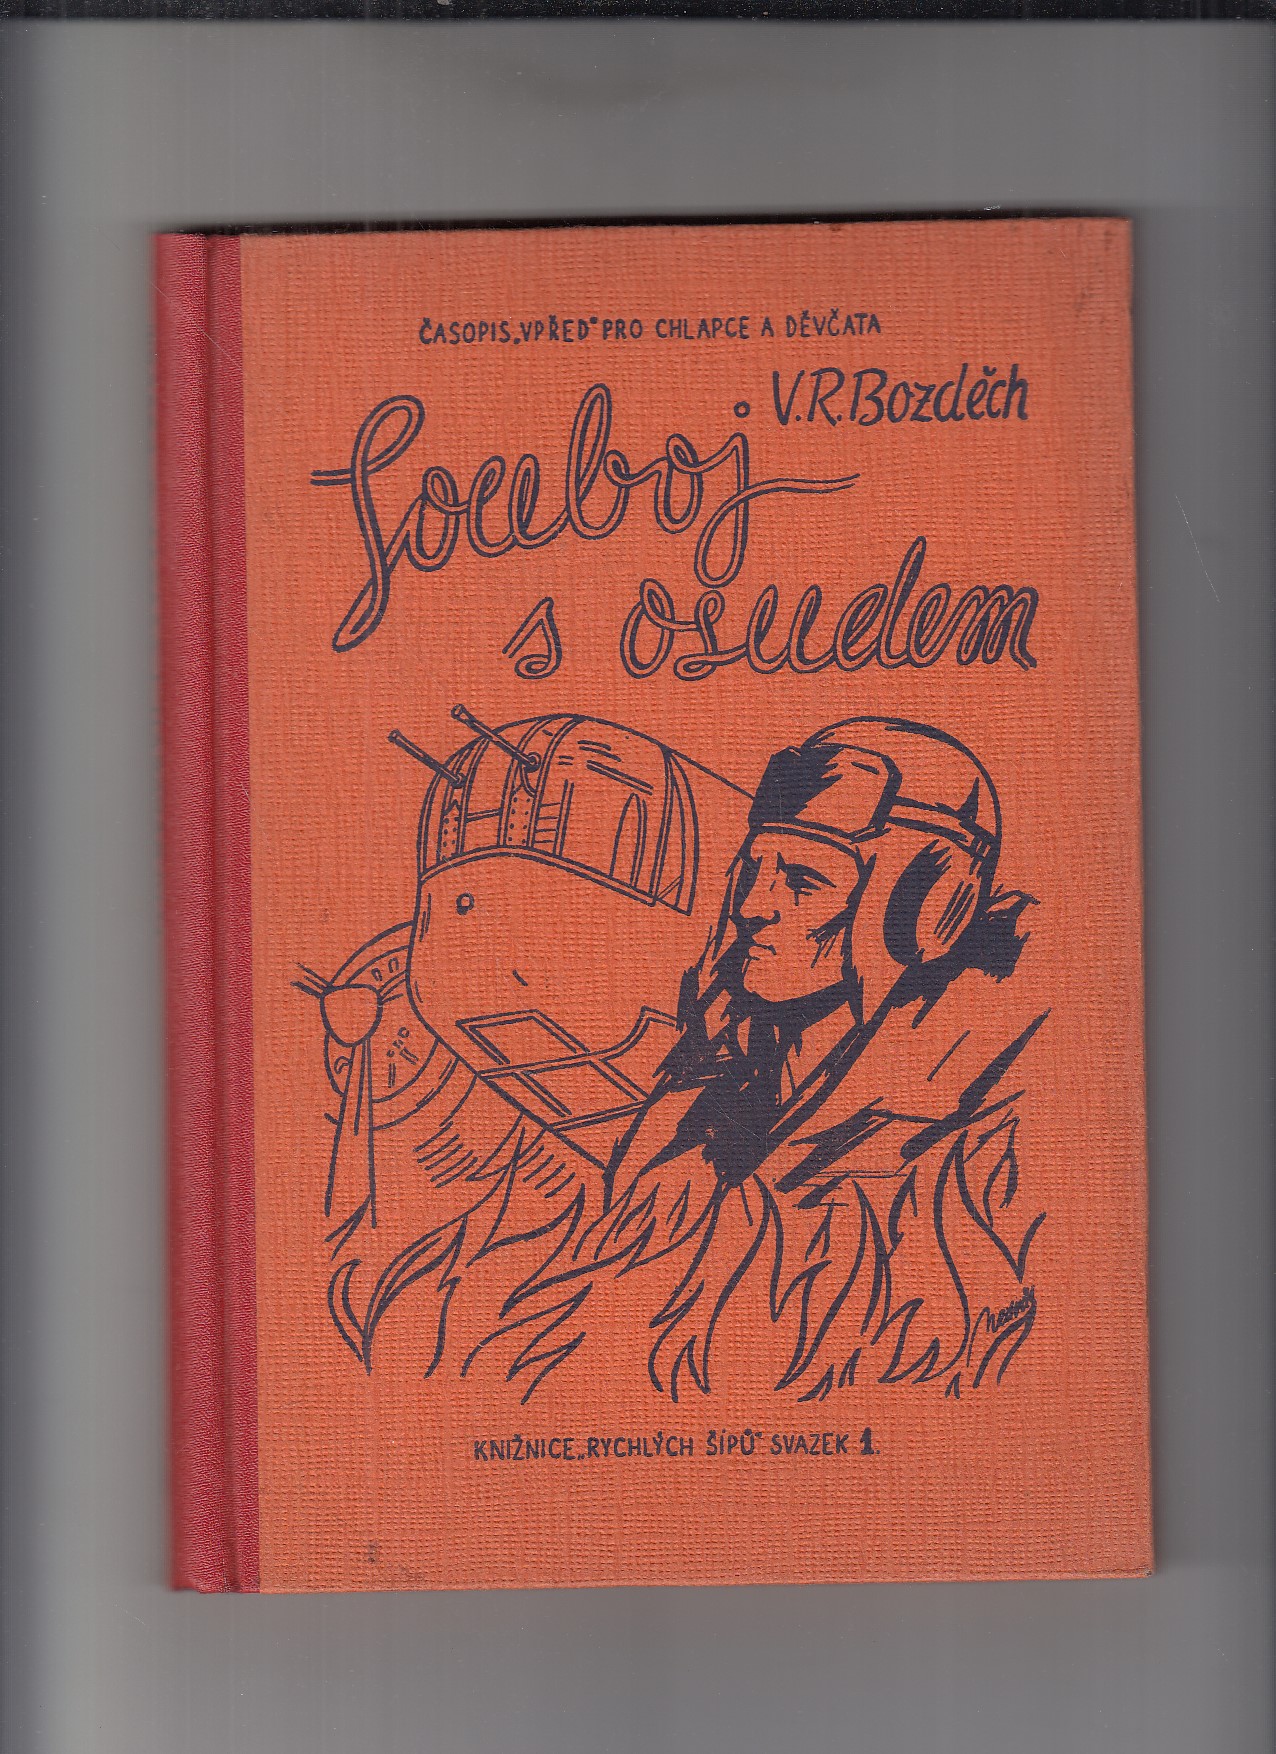 ČASOPIS „VPŘED“ PRO CHLAPCE A DĚVČATA
V.R. Bozděch
Souboj
s osudem
KNIŽNICE „RYCHLÝCH ŠÍPŮ“ SVAZEK 1.